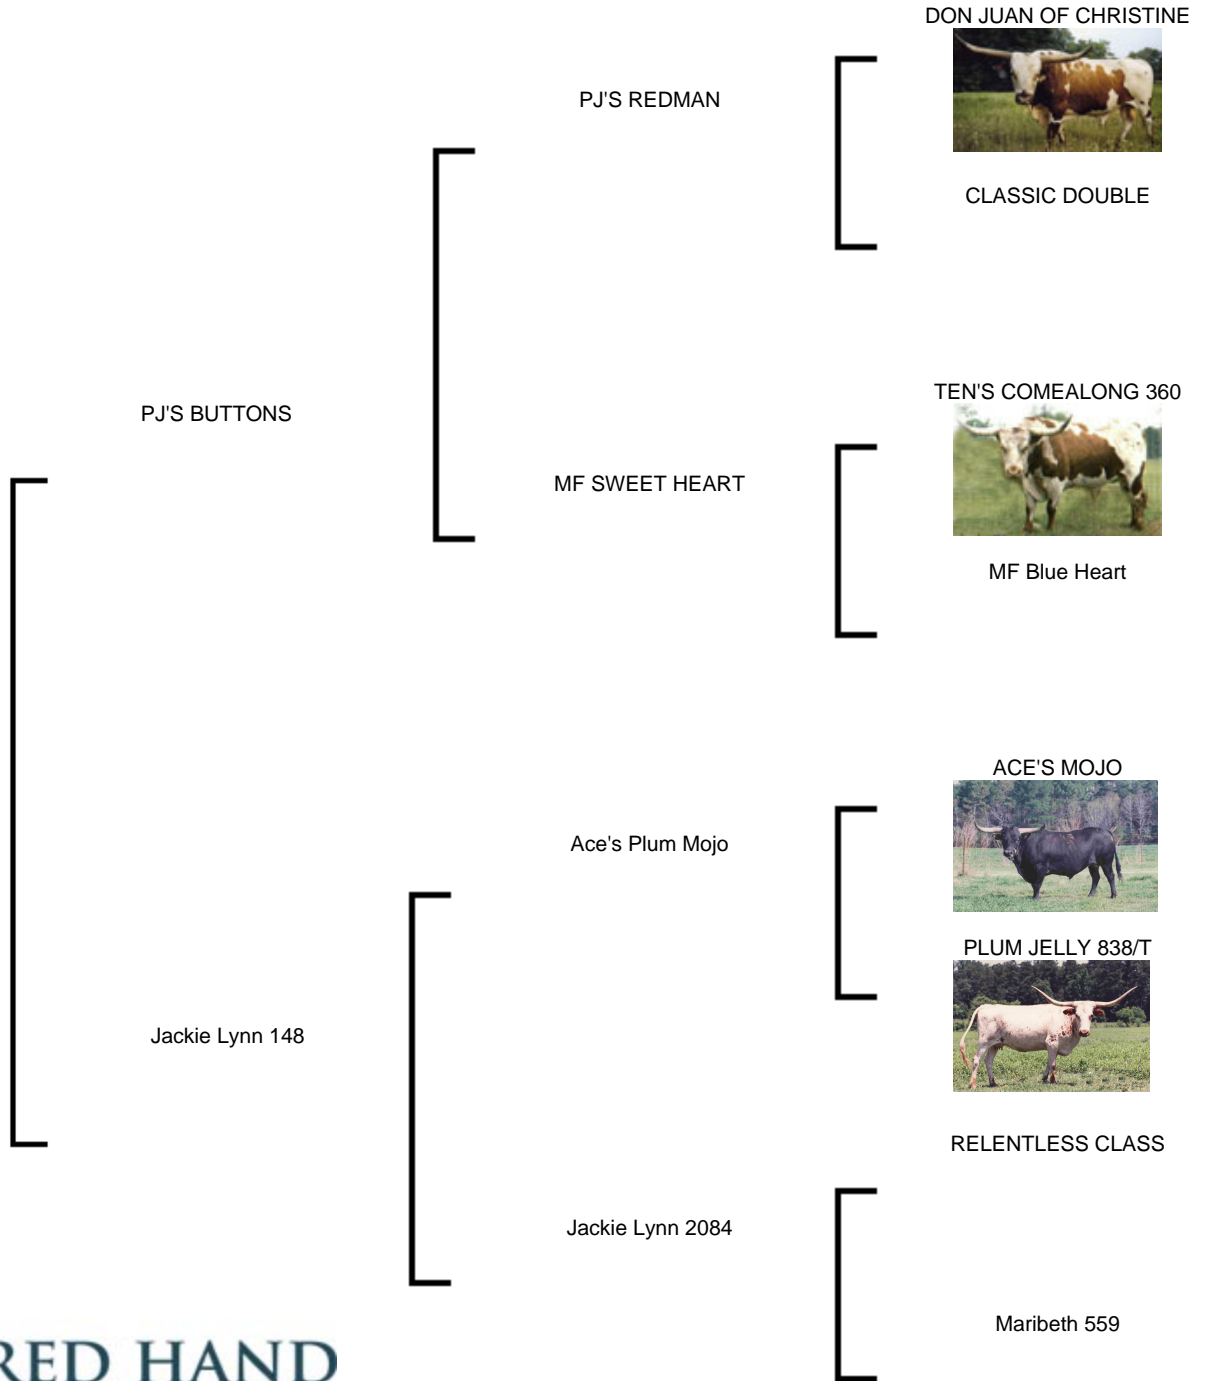 DON JUAN OF CHRISTINE
PJ'S REDMAN
CLASSIC DOUBLE
TEN'S COMEALONG 360
PJ'S BUTTONS
MF SWEET HEART
MF Blue Heart
ACE'S MOJO
Ace's Plum Mojo
PLUM JELLY 838/T
Jackie Lynn 148
RELENTLESS CLASS
Jackie Lynn 2084
Maribeth 559
RED HAND